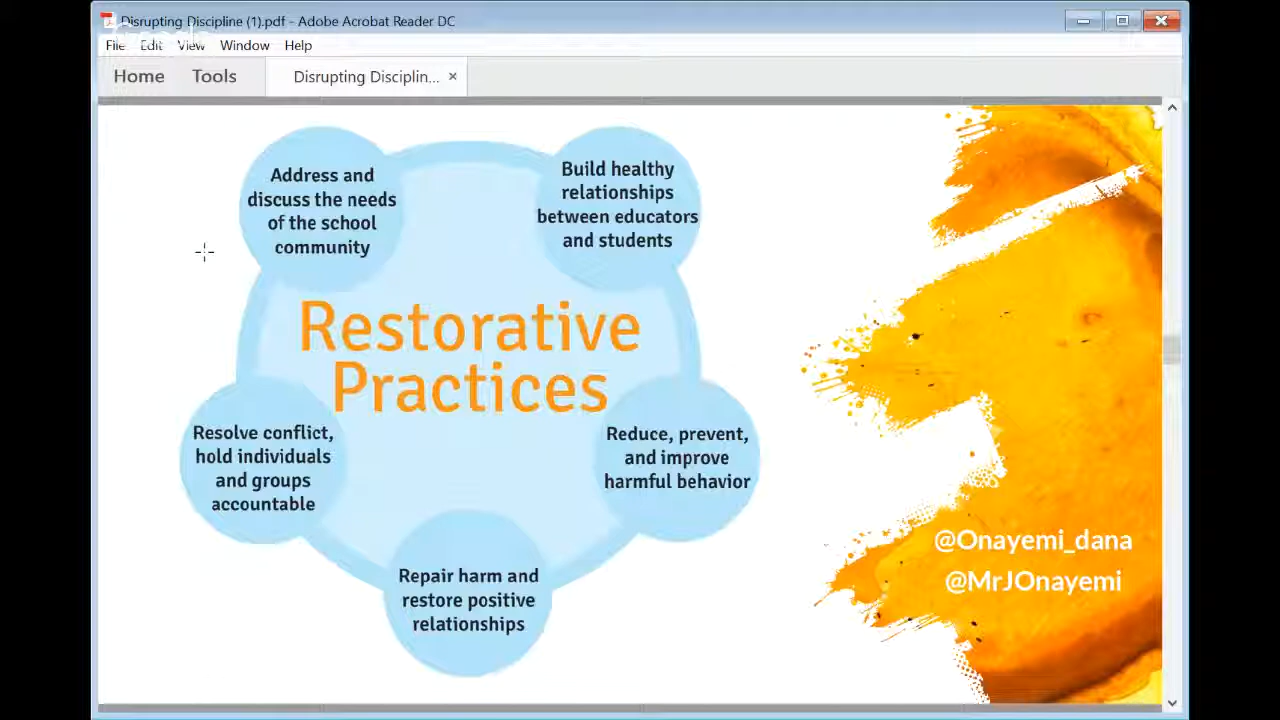 Disrupting Discipline (1).pdf - Adobe Acrobat Reader DC
File Edit View Window Help
Home Tools Disrupting Disciplin... ×
Address and
discuss the needs
of the school
community
Build healthy
relationships
between educators
and students
Restorative
Practices
Resolve conflict,
hold individuals
and groups
accountable
Reduce, prevent,
and improve
harmful behavior
Repair harm and
restore positive
relationships
@Onayemi_dana
@MrJOnayemi